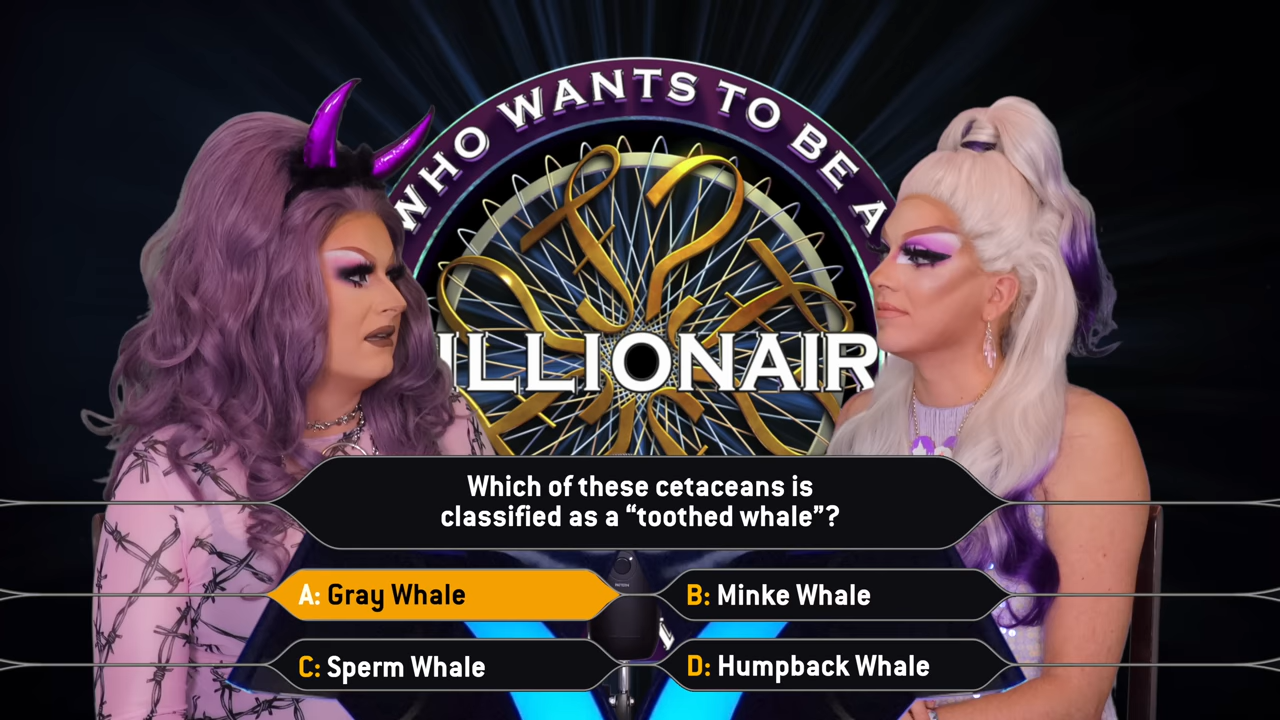 WHO WANTS TO BE A
ILLIONAIR
Which of these cetaceans is
classified as a “toothed whale”?
A: Gray Whale
B: Minke Whale
C: Sperm Whale
D: Humpback Whale